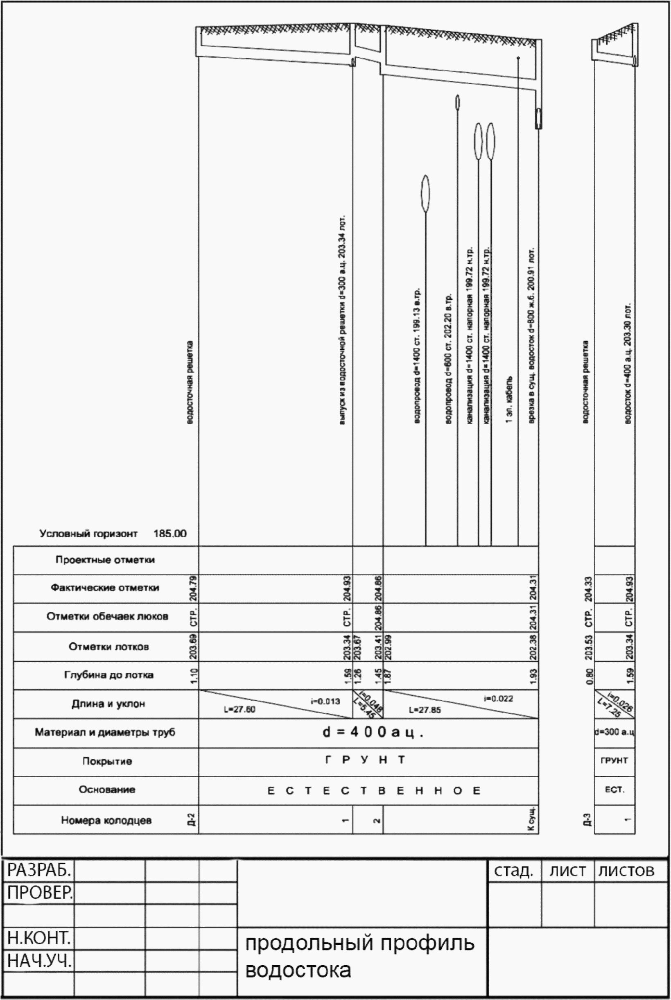 водосточная решетка
выпуск из водосточной решетки d=300 а.ц. 203.34 лот.
водопровод d=1400 ст. 199.13 в.тр.
водопровод d=600 ст. 202.20 в.тр.
канализация d=1400 ст. напорная 199.72 н.тр.
канализация d=1400 ст. напорная 199.72 н.тр.
1 эл. кабель
врезка в сущ. водосток d=800 ж.б. 200.91 лот.
водосточная решетка
водосток d=400 а.ц. 203.30 лот.
Условный горизонт 185.00
Проектные отметки
Фактические отметки 204.79 204.93 204.86 204.31 204.33 204.93
Отметки обечаек люков СТР. СТР. 204.86 204.31 СТР. СТР.
Отметки лотков 203.69 203.34 203.67 203.41 202.99 202.38 203.53 203.34
Глубина до лотка 1.10 1.59 1.26 1.45 1.87 1.93 0.80 1.59
Длина и уклон L=27.60 i=0.013 i=0.048 L=5.45 L=27.85 i=0.022 i=0.026 L=7.25
Материал и диаметры труб d=400ац. d=300 а.ц
Покрытие ГРУНТ ГРУНТ
Основание ЕСТЕСТВЕННОЕ ЕСТ.
Номера колодцев Д-2 1 2 К сущ. Д-3 1
РАЗРАБ.
ПРОВЕР.
Н.КОНТ.
НАЧ.УЧ.
продольный профиль
водостока
стад. лист листов